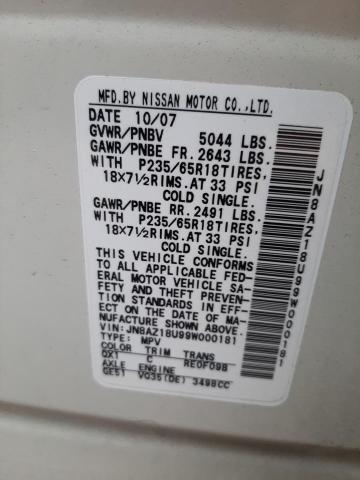 MFD.BY NISSAN MOTOR CO.,LTD.
DATE 10/07
GVWR/PNBV 5044 LBS.
GAWR/PNBE FR. 2643 LBS.
WITH P235/65R18TIRES,
18×7½RIMS.AT 33 PSI
COLD SINGLE.
GAWR/PNBE RR. 2491 LBS.
WITH P235/65R18TIRES,
18×7½RIMS.AT 33 PSI
COLD SINGLE.
THIS VEHICLE CONFORMS
TO ALL APPLICABLE FED-
ERAL MOTOR VEHICLE SA-
FETY AND THEFT PREV-
ENTION STANDARDS IN EFF-
ECT ON THE DATE OF MA-
NUFACTURE SHOWN ABOVE.
VIN:JN8AZ18U99W000181
TYPE: MPV
COLOR TRIM TRANS
QX1 C RE0F09B
AXLE ENGINE
GE51 VQ35(DE) 3498CC
JN8AZ18U99W000181